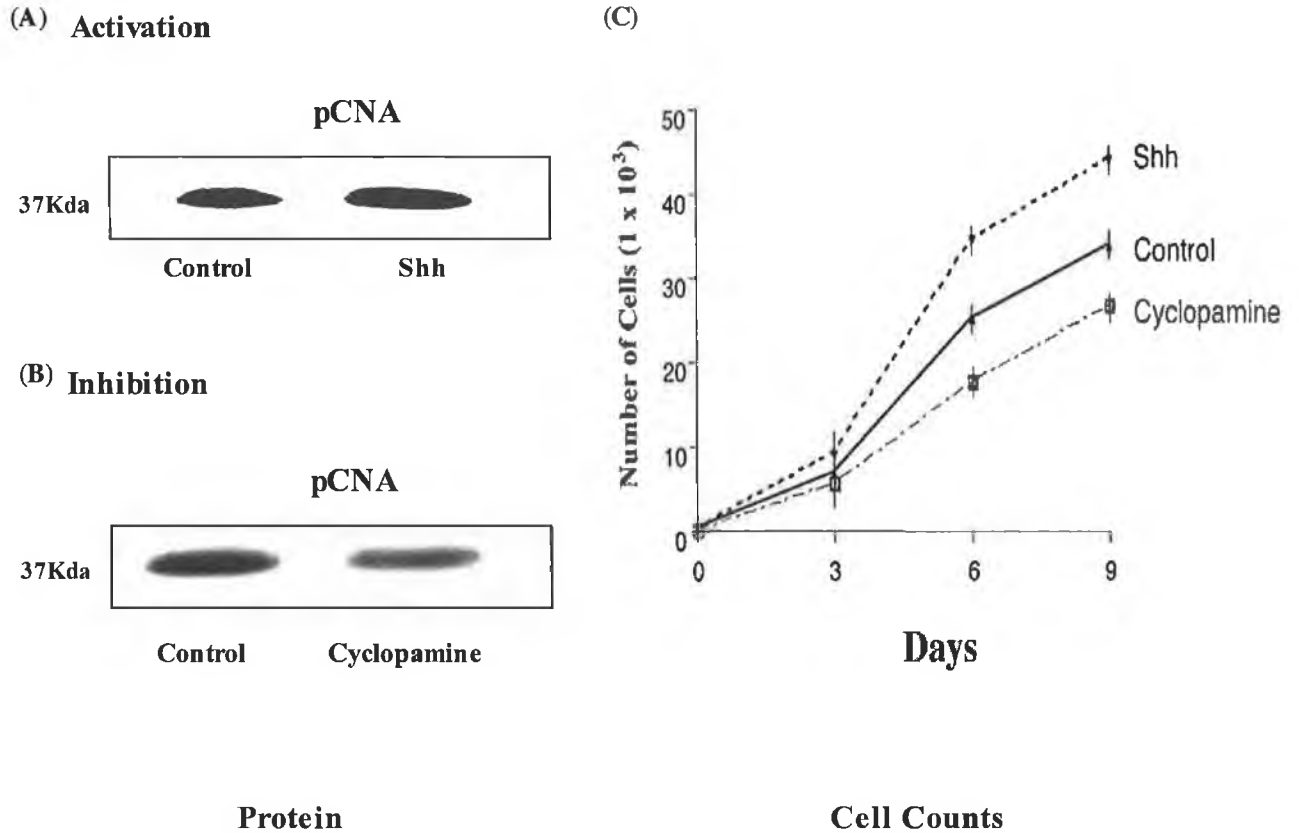 (A) Activation
pCNA
37Kda
Control Shh
(B) Inhibition
pCNA
37Kda
Control Cyclopamine
Protein
(C)
Number of Cells (1 x 10³)
50
40
30
20
10
0
0 3 6 9
Shh
Control
Cyclopamine
Days
Cell Counts